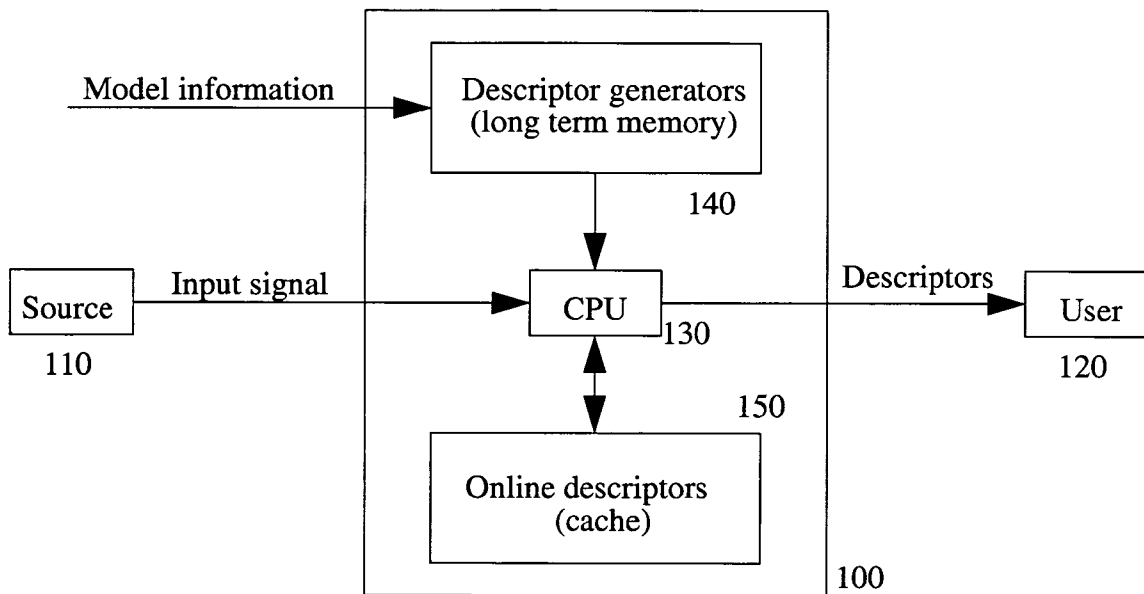 Model information
Descriptor generators
(long term memory)
140
Source
110
Input signal
CPU
130
Descriptors
User
120
150
Online descriptors
(cache)
100